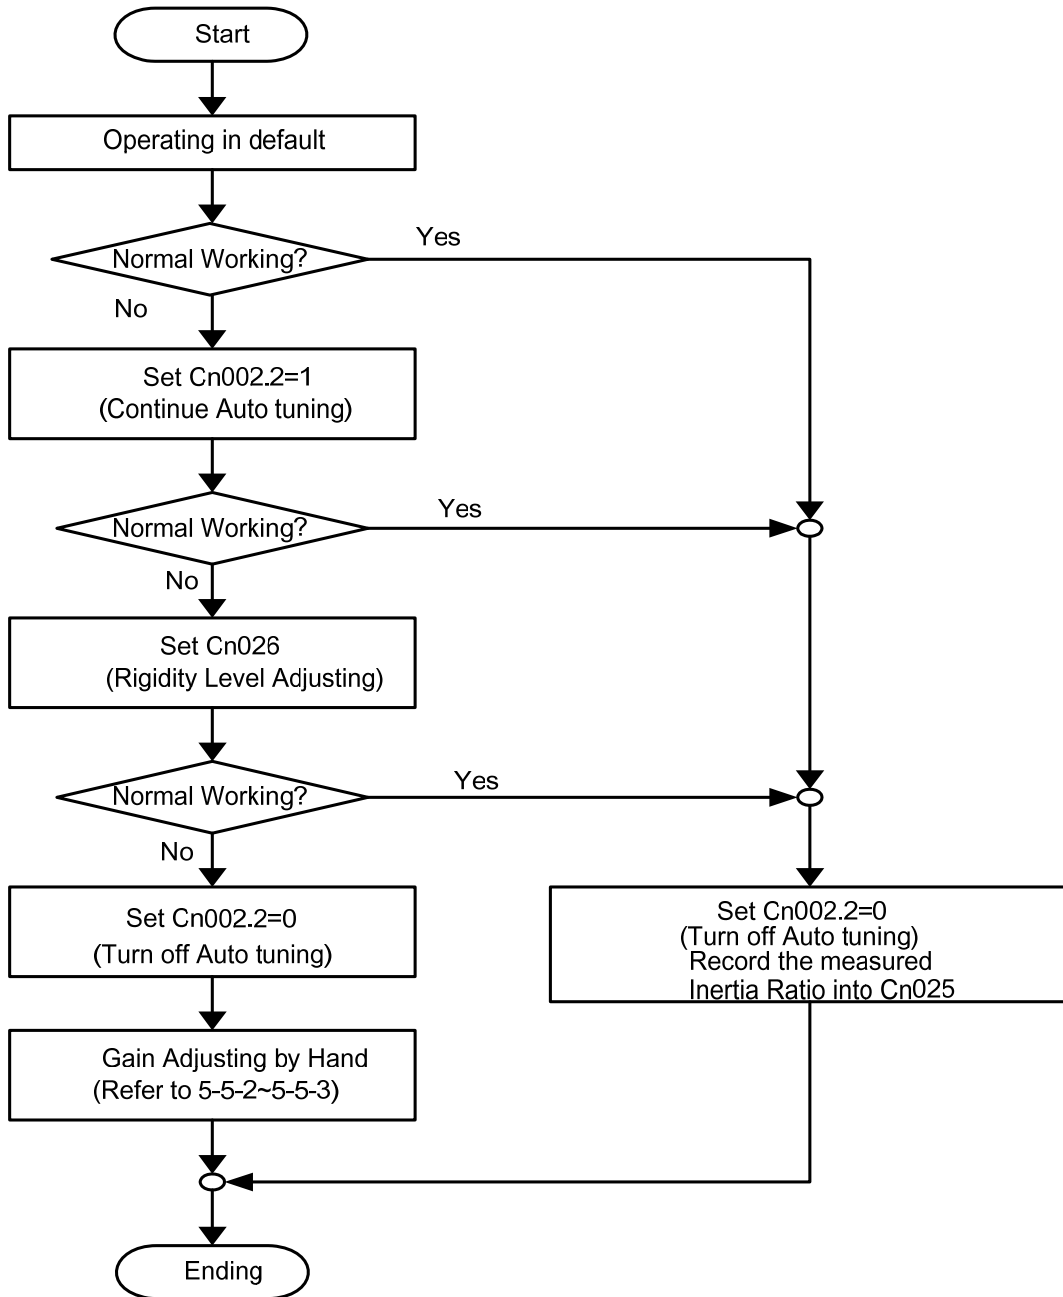 Start
Operating in default
Normal Working?
Yes
No
Set Cn002.2=1
(Continue Auto tuning)
Normal Working?
Yes
No
Set Cn026
(Rigidity Level Adjusting)
Normal Working?
Yes
No
Set Cn002.2=0
(Turn off Auto tuning)
Set Cn002.2=0
(Turn off Auto tuning)
Record the measured
Inertia Ratio into Cn025
Gain Adjusting by Hand
(Refer to 5-5-2~5-5-3)
Ending